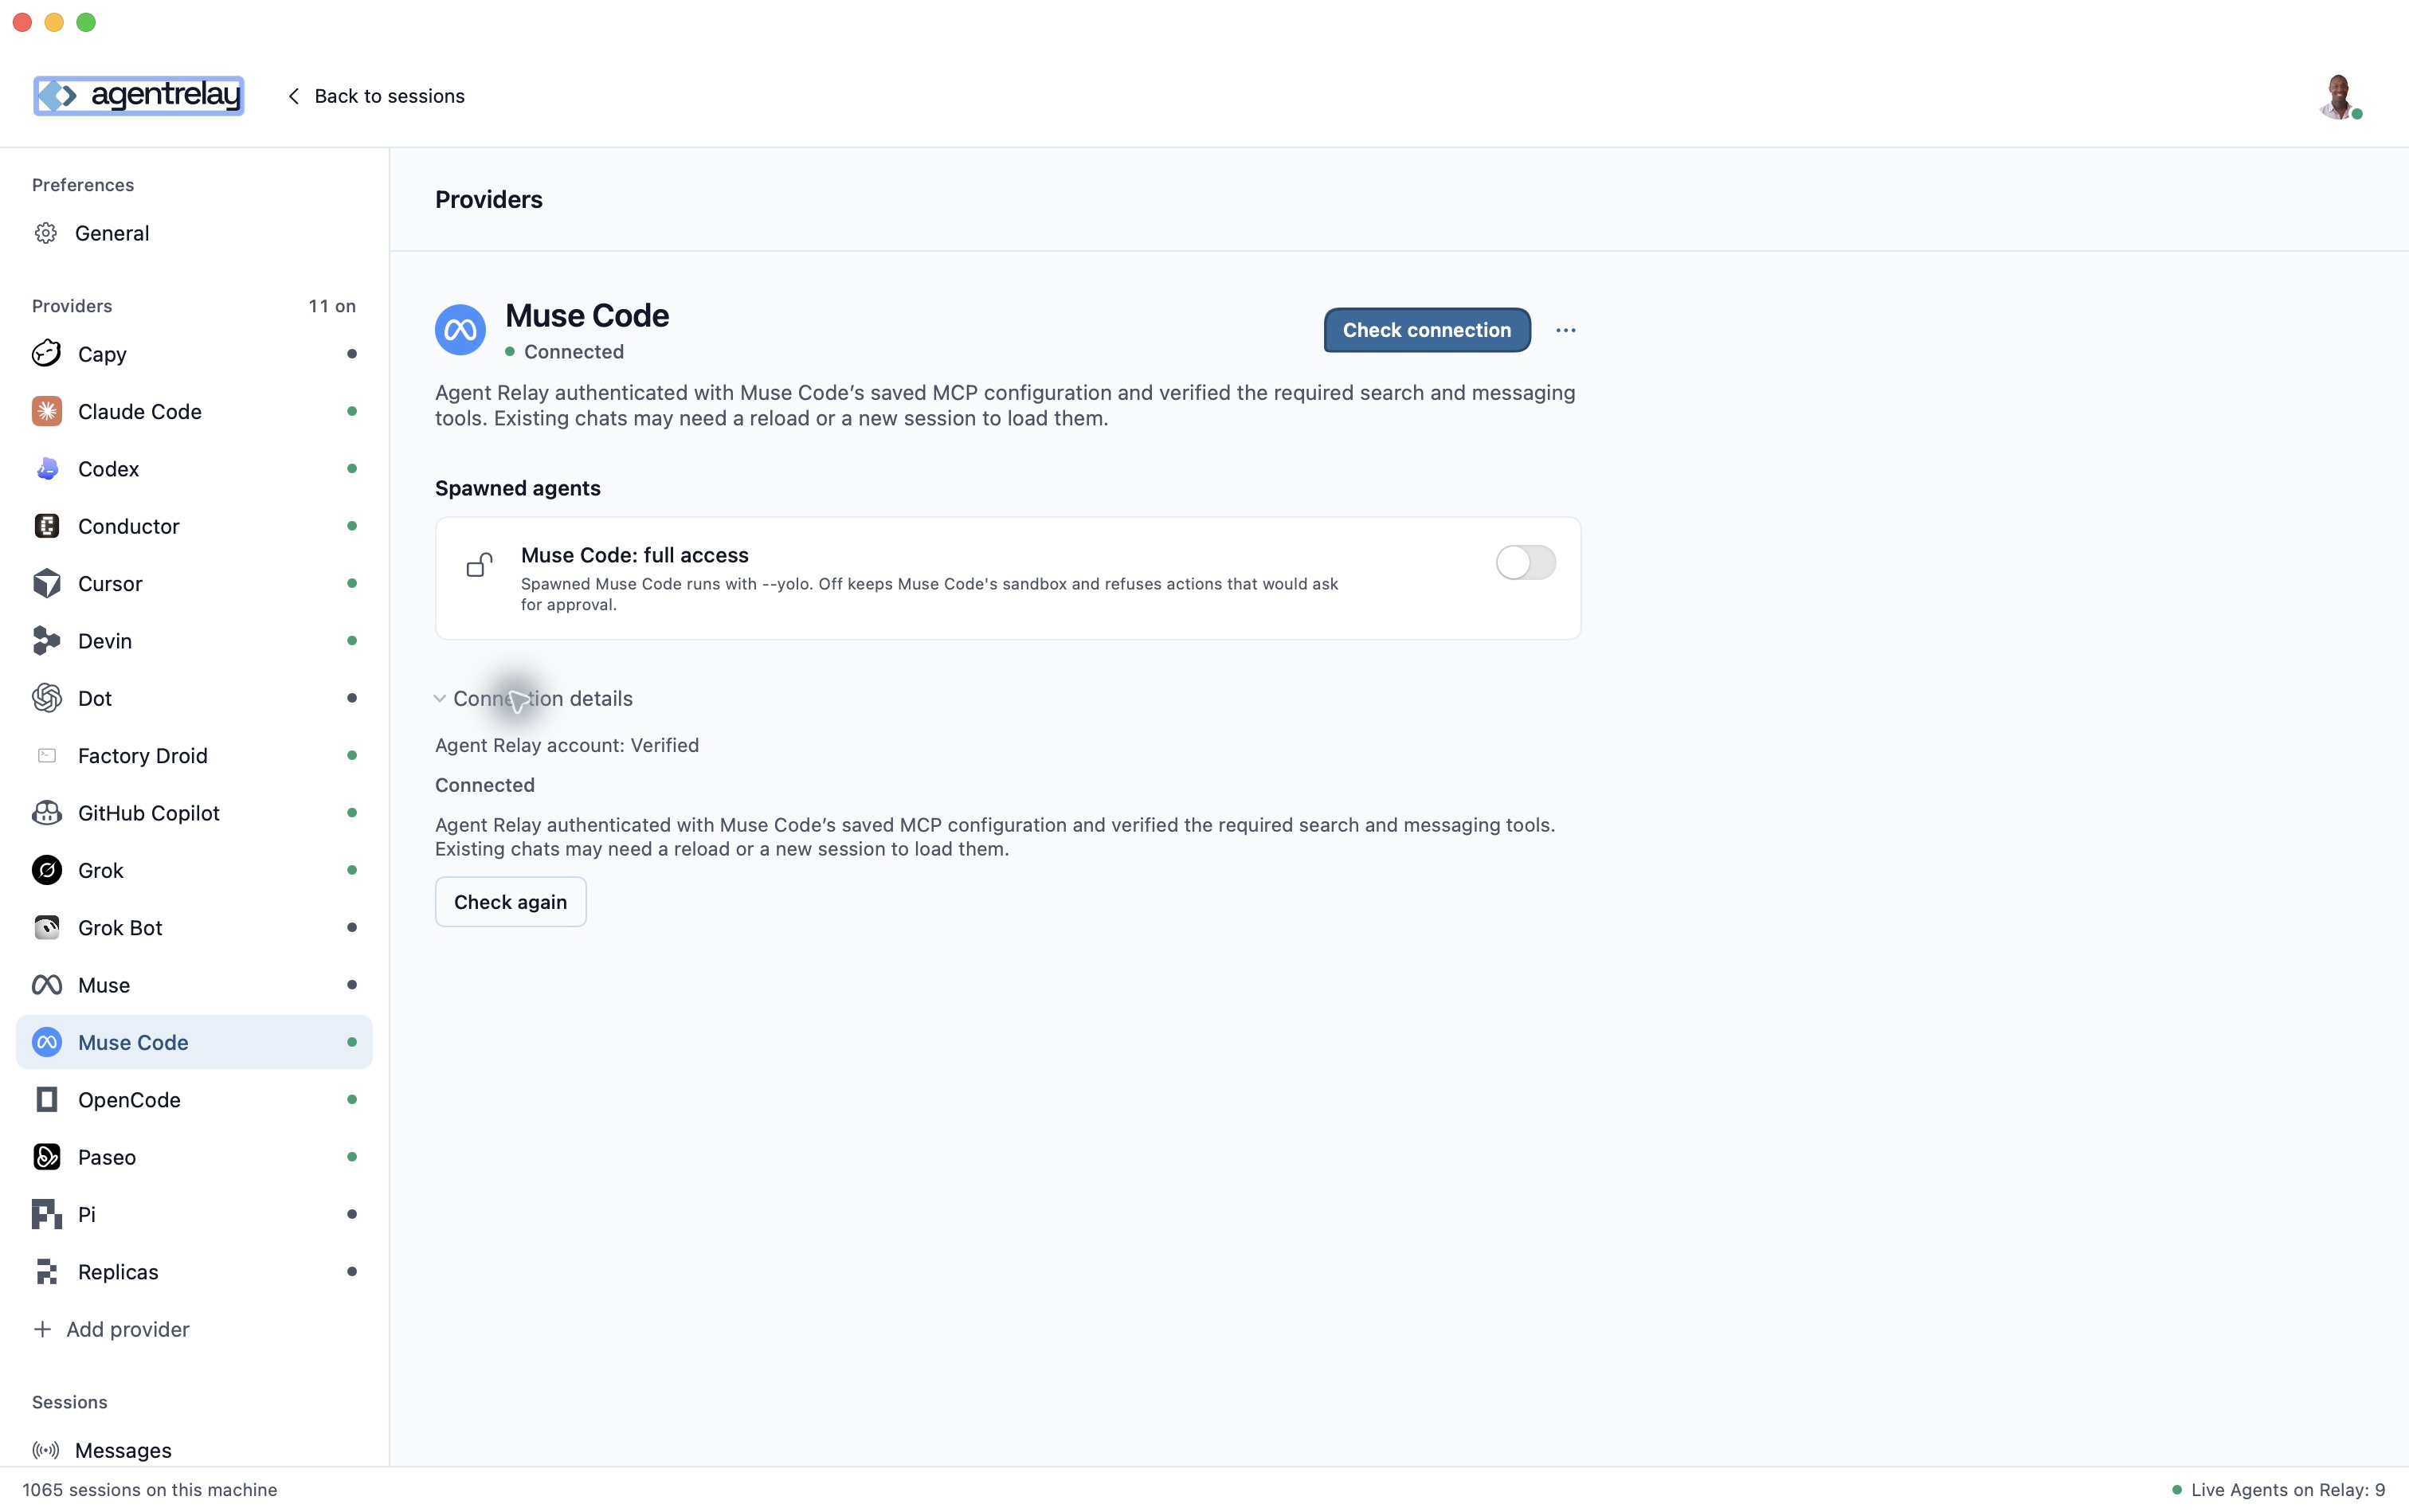 agentrelay
Back to sessions
Preferences
General
Providers 11 on
Capy
Claude Code
Codex
Conductor
Cursor
Devin
Dot
Factory Droid
GitHub Copilot
Grok
Grok Bot
Muse
Muse Code
OpenCode
Paseo
Pi
Replicas
Add provider
Sessions
Messages
Providers
Muse Code
Connected
Check connection
Agent Relay authenticated with Muse Code’s saved MCP configuration and verified the required search and messaging
tools. Existing chats may need a reload or a new session to load them.
Spawned agents
Muse Code: full access
Spawned Muse Code runs with --yolo. Off keeps Muse Code's sandbox and refuses actions that would ask
for approval.
Connection details
Agent Relay account: Verified
Connected
Agent Relay authenticated with Muse Code’s saved MCP configuration and verified the required search and messaging tools.
Existing chats may need a reload or a new session to load them.
Check again
1065 sessions on this machine
Live Agents on Relay: 9